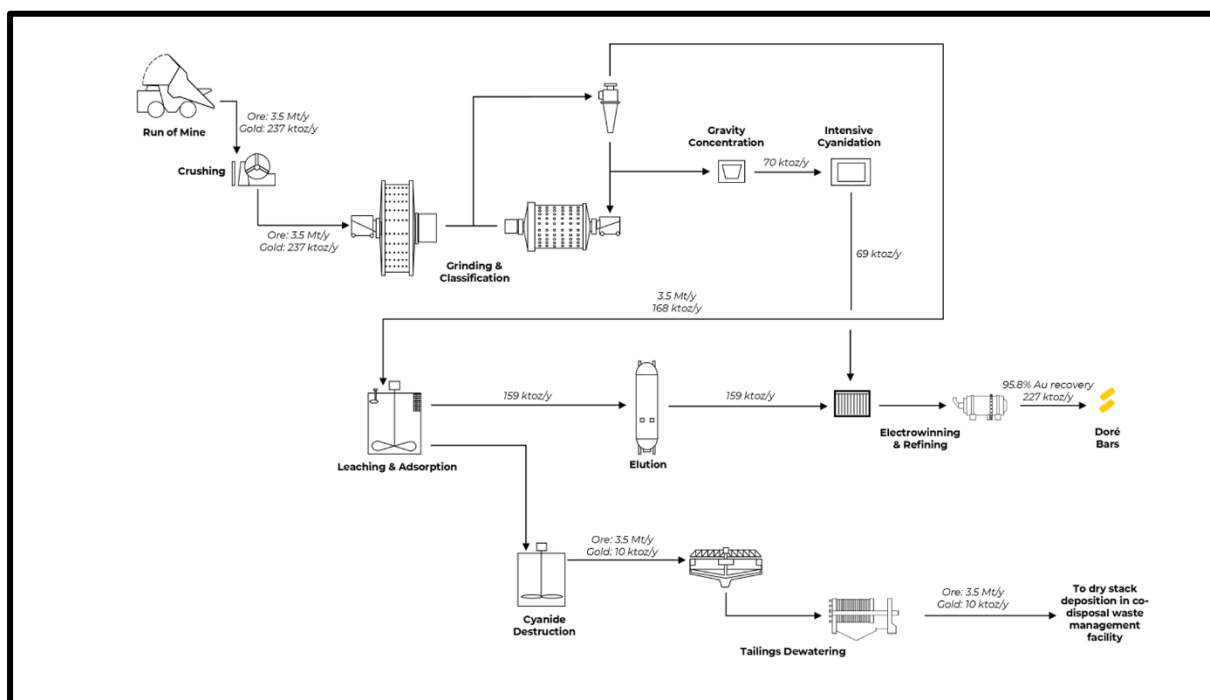 Run of Mine
Ore: 3.5 Mt/y
Gold: 237 ktoz/y
Crushing
Ore: 3.5 Mt/y
Gold: 237 ktoz/y
Grinding &
Classification
Gravity
Concentration
70 ktoz/y
Intensive
Cyanidation
69 ktoz/y
3.5 Mt/y
168 ktoz/y
Leaching & Adsorption
159 ktoz/y
Elution
159 ktoz/y
Electrowinning
& Refining
95.8% Au recovery
227 ktoz/y
Doré
Bars
Cyanide
Destruction
Ore: 3.5 Mt/y
Gold: 10 ktoz/y
Tailings Dewatering
Ore: 3.5 Mt/y
Gold: 10 ktoz/y
To dry stack
deposition in co-
disposal waste
management
facility